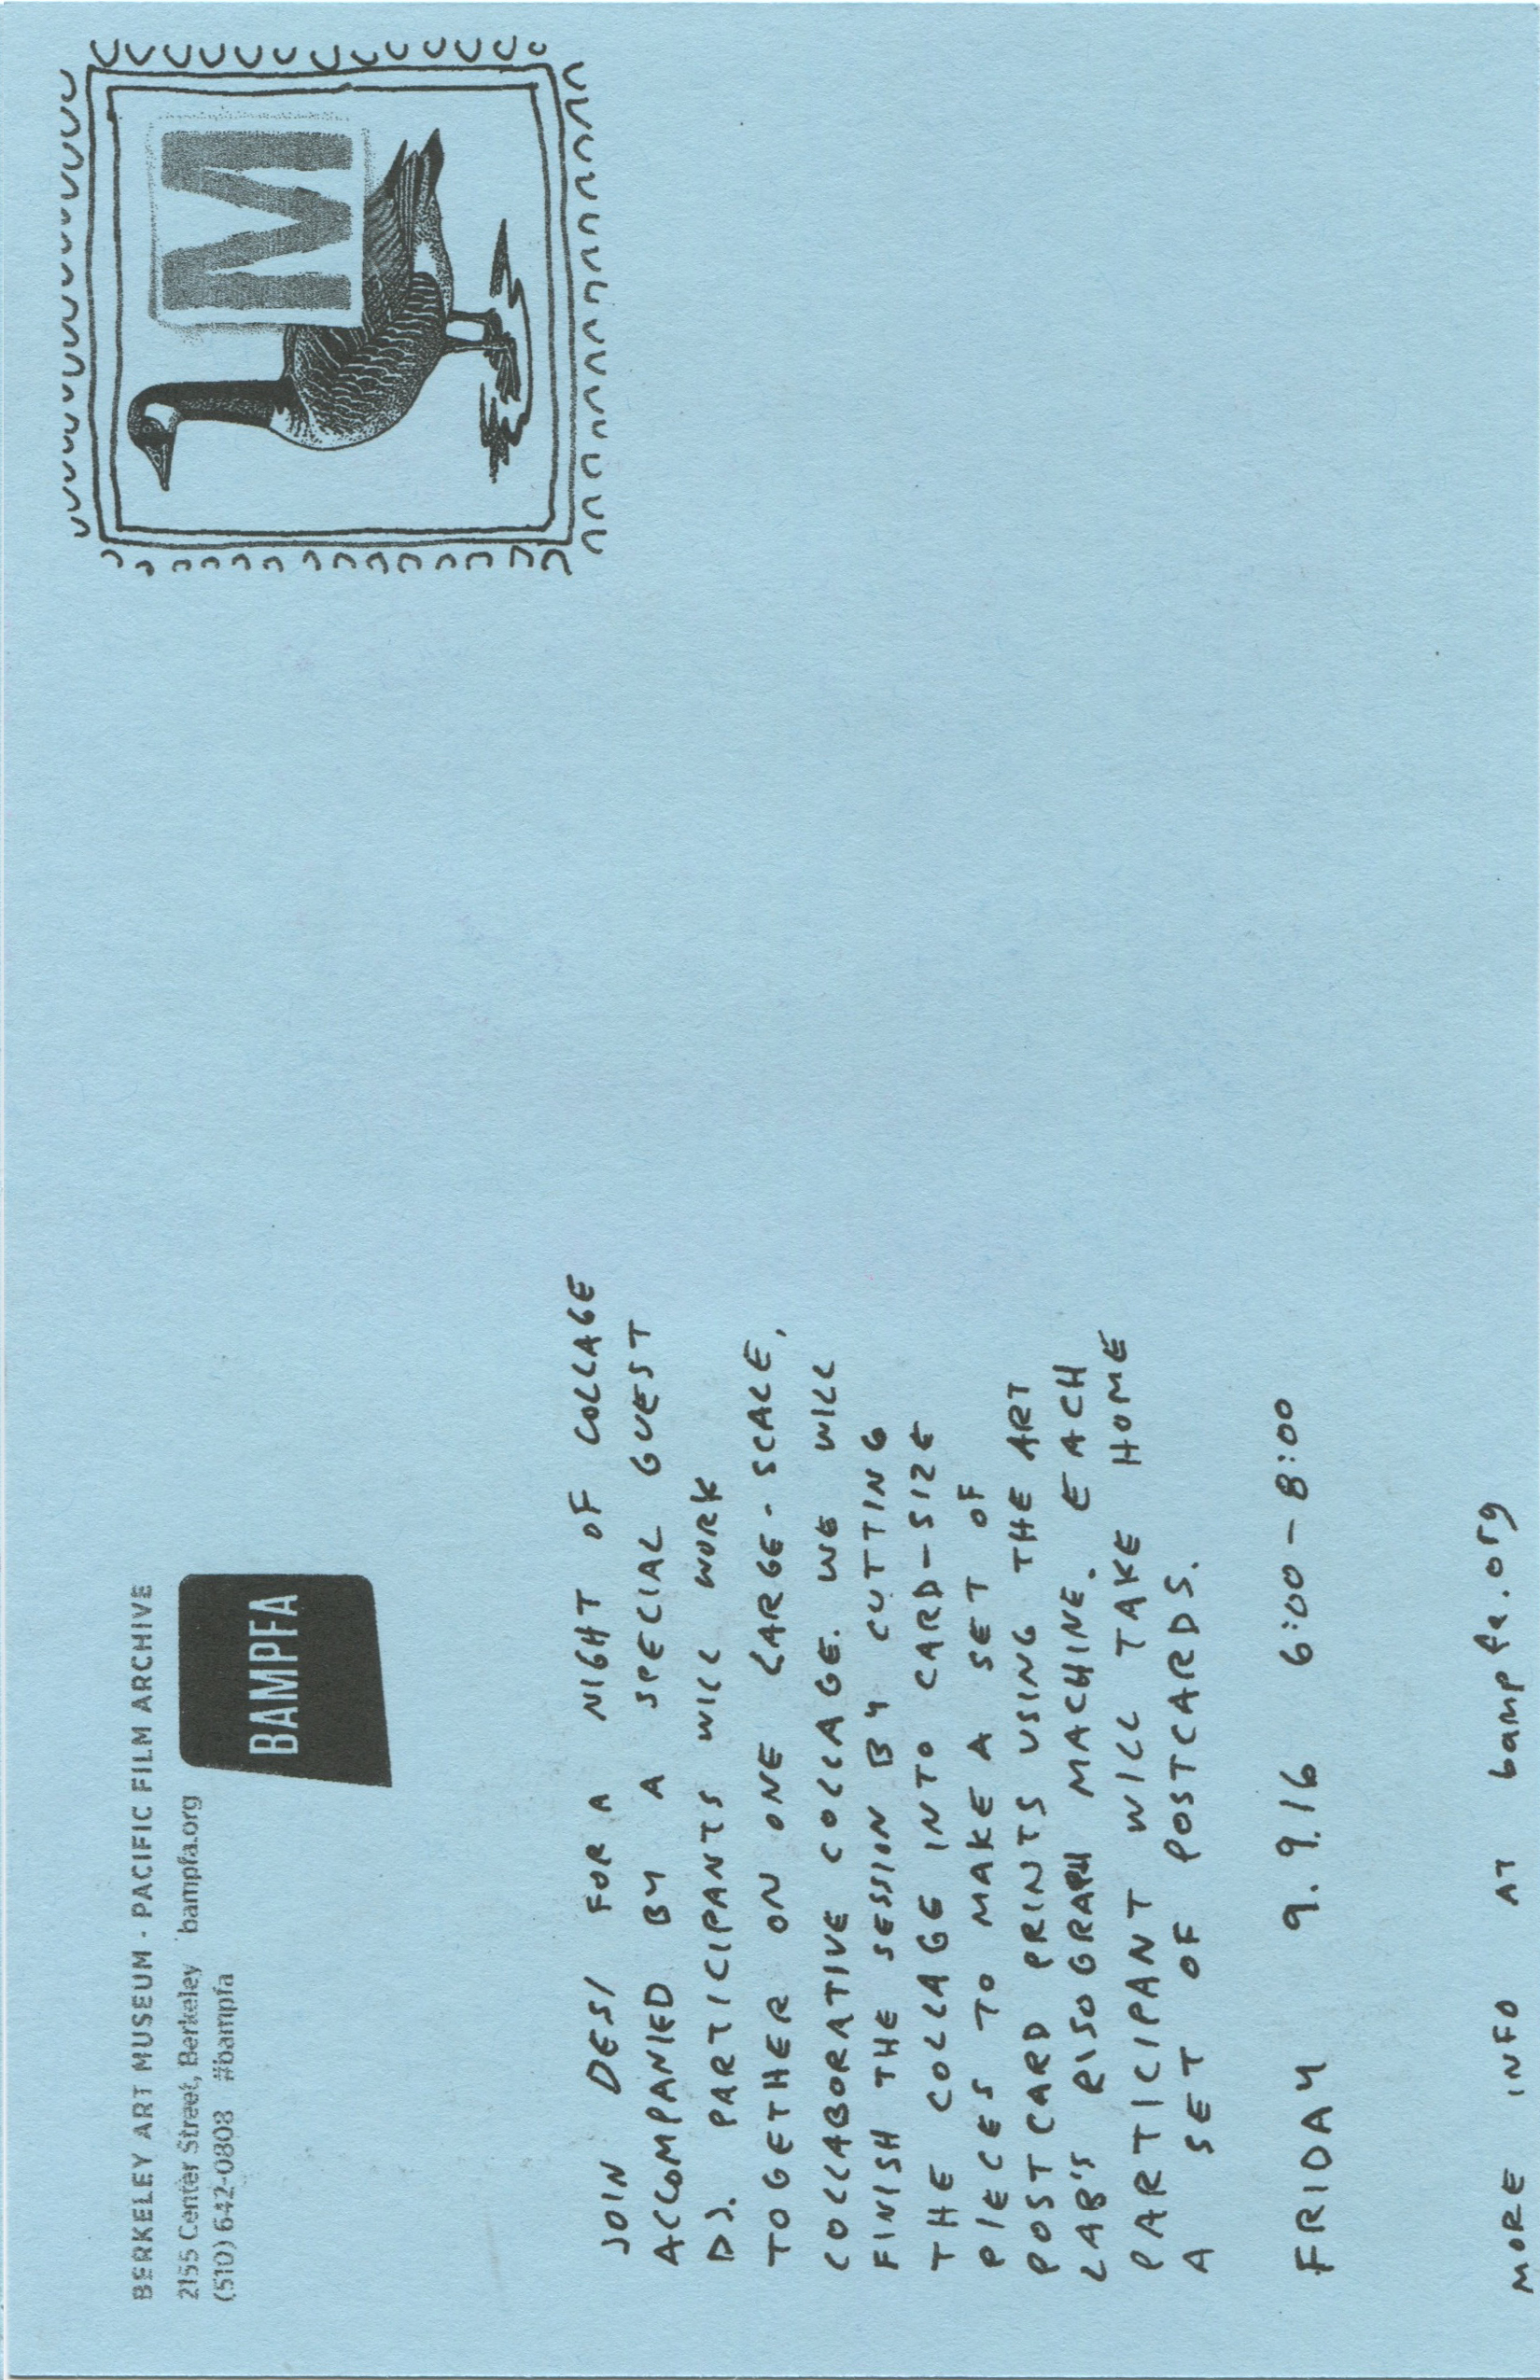 BERKELEY ART MUSEUM · PACIFIC FILM ARCHIVE
2155 Center Street, Berkeley bampfa.org
(510) 642-0808 #bampfa
BAMPFA
M
JOIN DESI FOR A NIGHT OF COLLAGE
ACCOMPANIED BY A SPECIAL GUEST
DJ. PARTICIPANTS WILL WORK
TOGETHER ON ONE LARGE-SCALE,
COLLABORATIVE COLLAGE. WE WILL
FINISH THE SESSION BY CUTTING
THE COLLAGE INTO CARD-SIZE
PIECES TO MAKE A SET OF
POSTCARD PRINTS USING THE ART
LAB'S RISOGRAPH MACHINE. EACH
PARTICIPANT WILL TAKE HOME
A SET OF POSTCARDS.
FRIDAY 9.9.16 6:00-8:00
MORE INFO AT bampfa.org